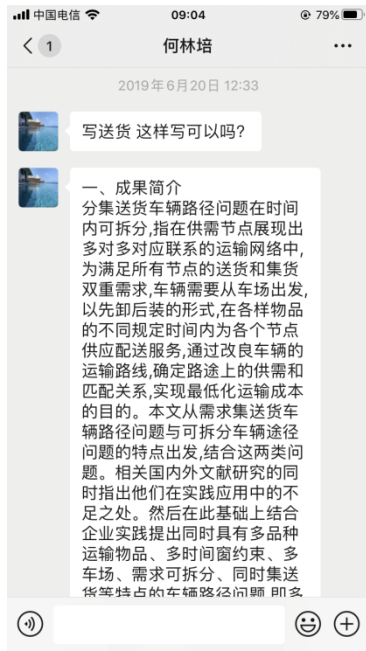 中国电信
09:04
79%
1
何林培
2019年6月20日 12:33
写送货 这样写可以吗?
一、成果简介
分集送货车辆路径问题在时间
内可拆分,指在供需节点展现出
多对多对应联系的运输网络中,
为满足所有节点的送货和集货
双重需求,车辆需要从车场出发,
以先卸后装的形式,在各样物品
的不同规定时间内为各个节点
供应配送服务,通过改良车辆的
运输路线,确定路途上的供需和
匹配关系,实现最低化运输成本
的目的。本文从需求集送货车
辆路径问题与可拆分车辆途径
问题的特点出发,结合这两类问
题。相关国内外文献研究的同
时指出他们在实践应用中的不
足之处。然后在此基础上结合
企业实践提出同时具有多品种
运输物品、多时间窗约束、多
车场、需求可拆分、同时集送
货等特点的车辆路径问题,即多